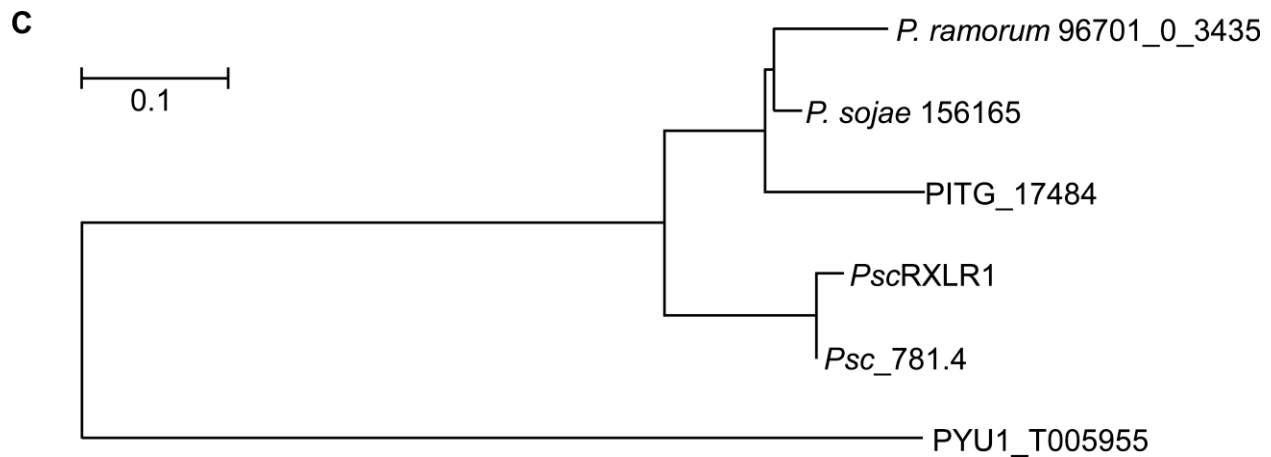 C
P. ramorum 96701_0_3435
0.1
P. sojae 156165
PITG_17484
PscRXLR1
Psc_781.4
PYU1_T005955